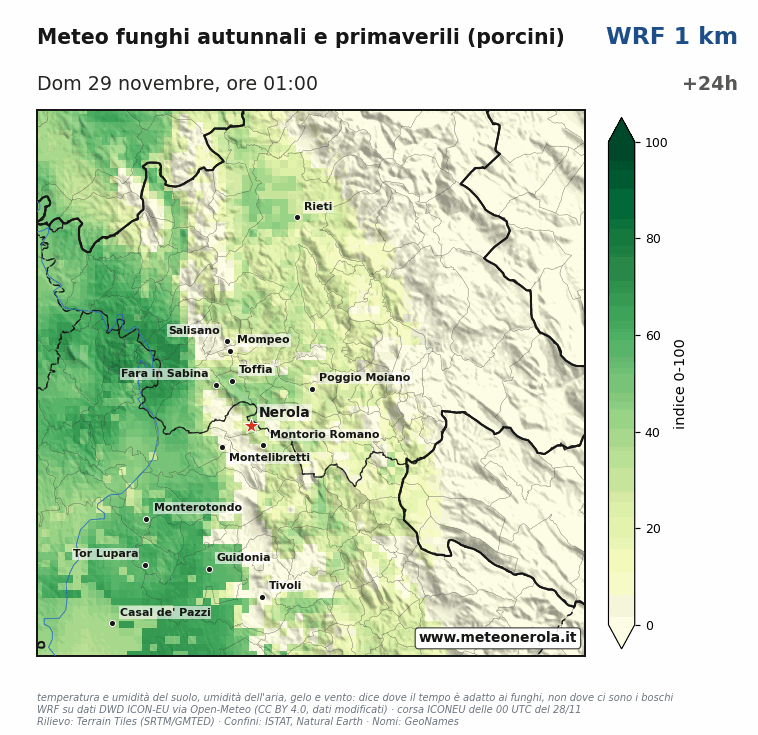 Meteo funghi autunnali e primaverili (porcini)
WRF 1 km
Dom 29 novembre, ore 01:00
+24h
100
80
60
40
20
0
indice 0-100
Rieti
Salisano
Mompeo
Toffia
Fara in Sabina
Poggio Moiano
Nerola
Montorio Romano
Montelibretti
Monterotondo
Tor Lupara
Guidonia
Tivoli
Casal de' Pazzi
www.meteonerola.it
temperatura e umidità del suolo, umidità dell'aria, gelo e vento: dice dove il tempo è adatto ai funghi, non dove ci sono i boschi
WRF su dati DWD ICON-EU via Open-Meteo (CC BY 4.0, dati modificati) · corsa ICONEU delle 00 UTC del 28/11
Rilievo: Terrain Tiles (SRTM/GMTED) · Confini: ISTAT, Natural Earth · Nomi: GeoNames